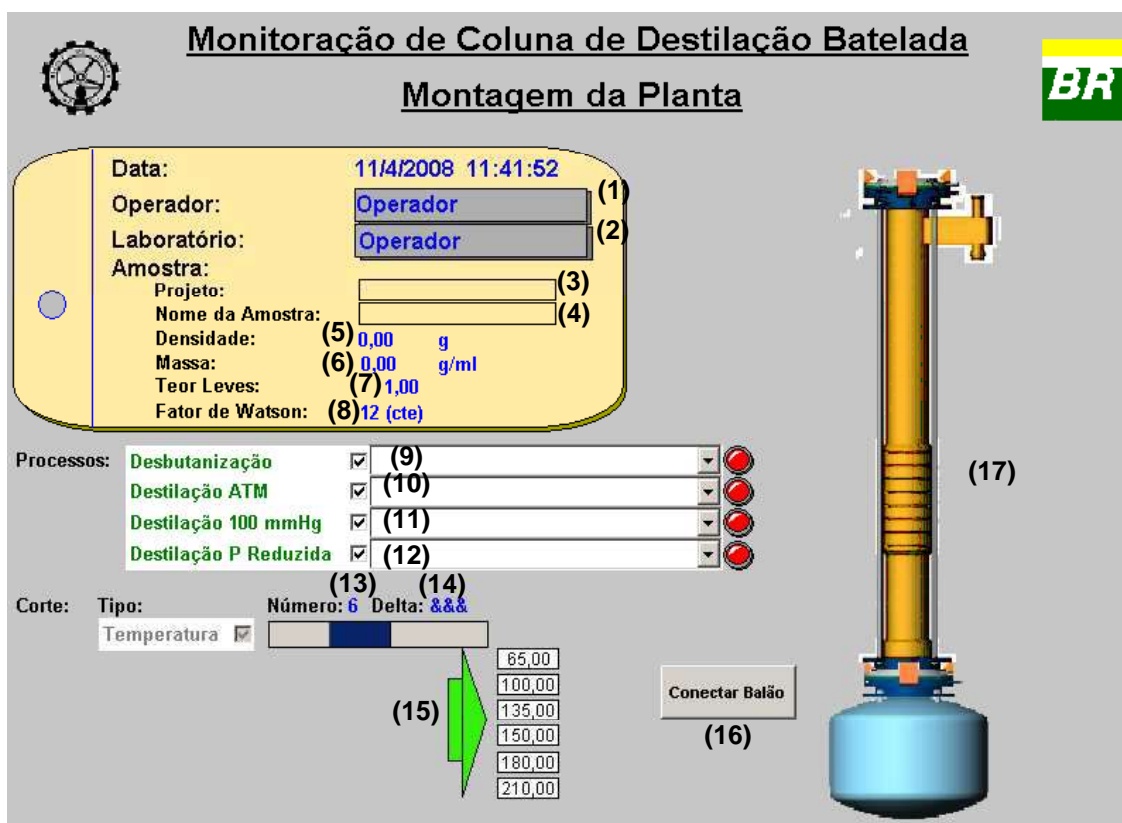 Monitoração de Coluna de Destilação Batelada
Montagem da Planta
BR
Data: 11/4/2008 11:41:52
Operador: Operador (1)
Laboratório: Operador (2)
Amostra:
Projeto: (3)
Nome da Amostra: (4)
Densidade: (5) 0,00 g
Massa: (6) 0,00 g/ml
Teor Leves: (7) 1,00
Fator de Watson: (8) 12 (cte)
Processos: Desbutanização (9)
Destilação ATM (10)
Destilação 100 mmHg (11)
Destilação P Reduzida (12)
(17)
(13) (14)
Corte: Tipo: Número: 6 Delta: &&&
Temperatura
65,00
100,00
135,00
150,00
180,00
210,00
(15)
Conectar Balão
(16)